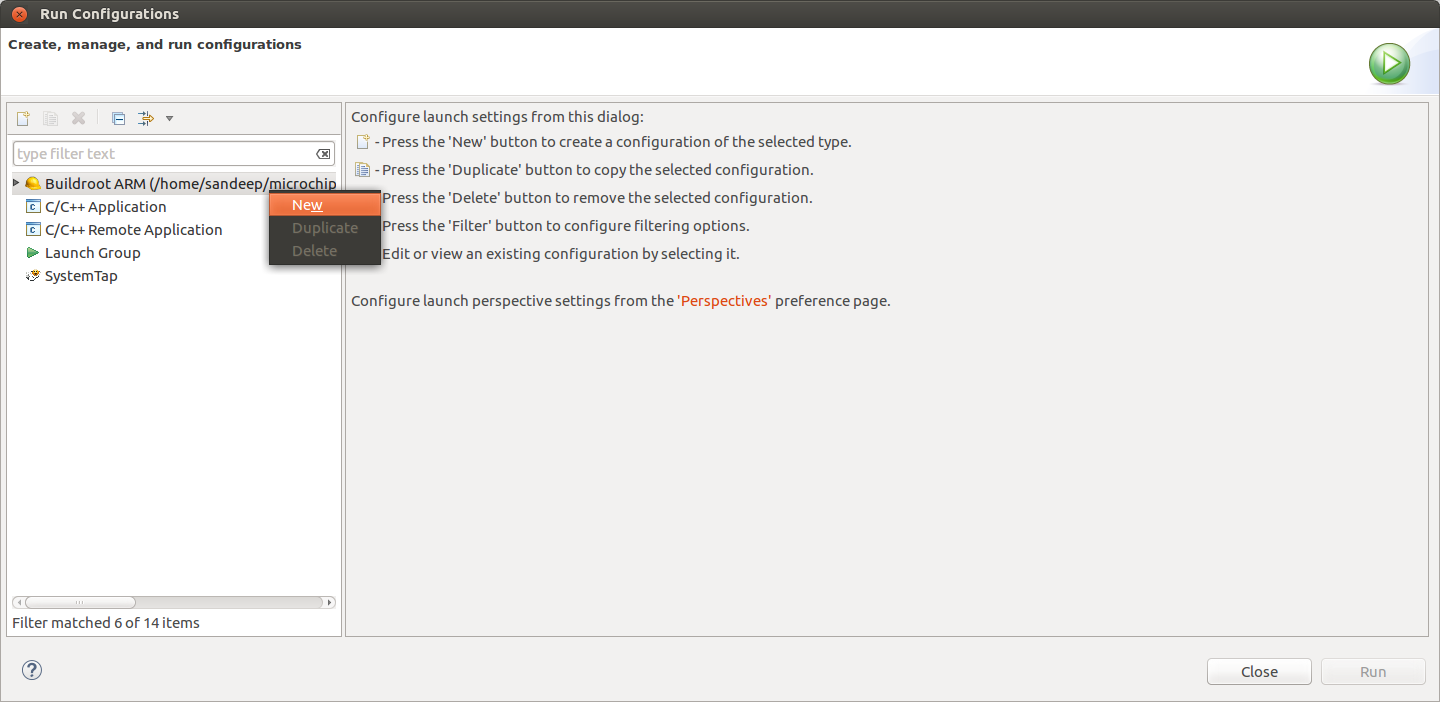 Run Configurations
Create, manage, and run configurations
type filter text
Buildroot ARM (/home/sandeep/microchip
C/C++ Application
C/C++ Remote Application
Launch Group
SystemTap
New
Duplicate
Delete
Filter matched 6 of 14 items
Configure launch settings from this dialog:
- Press the 'New' button to create a configuration of the selected type.
- Press the 'Duplicate' button to copy the selected configuration.
Press the 'Delete' button to remove the selected configuration.
Press the 'Filter' button to configure filtering options.
Edit or view an existing configuration by selecting it.
Configure launch perspective settings from the 'Perspectives' preference page.
?
Close
Run